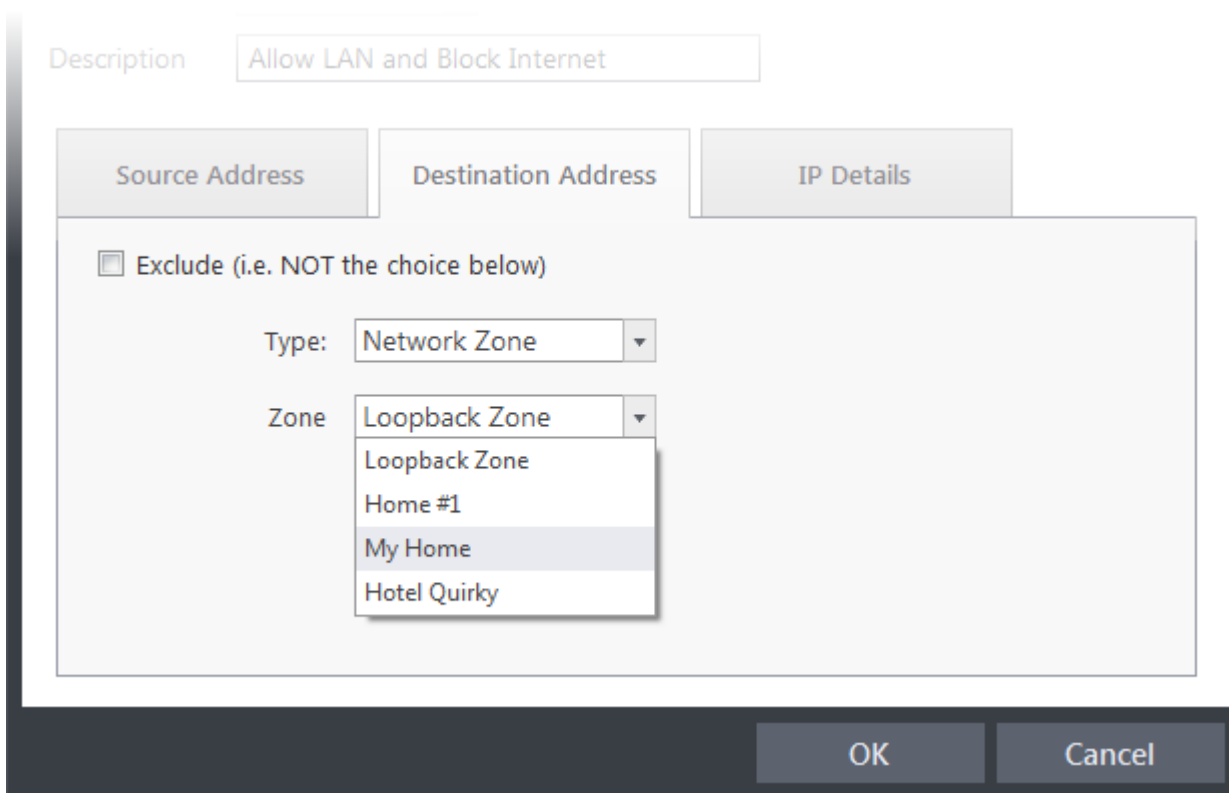 Description Allow LAN and Block Internet
Source Address Destination Address IP Details
Exclude (i.e. NOT the choice below)
Type: Network Zone
Zone Loopback Zone
Loopback Zone
Home #1
My Home
Hotel Quirky
OK Cancel